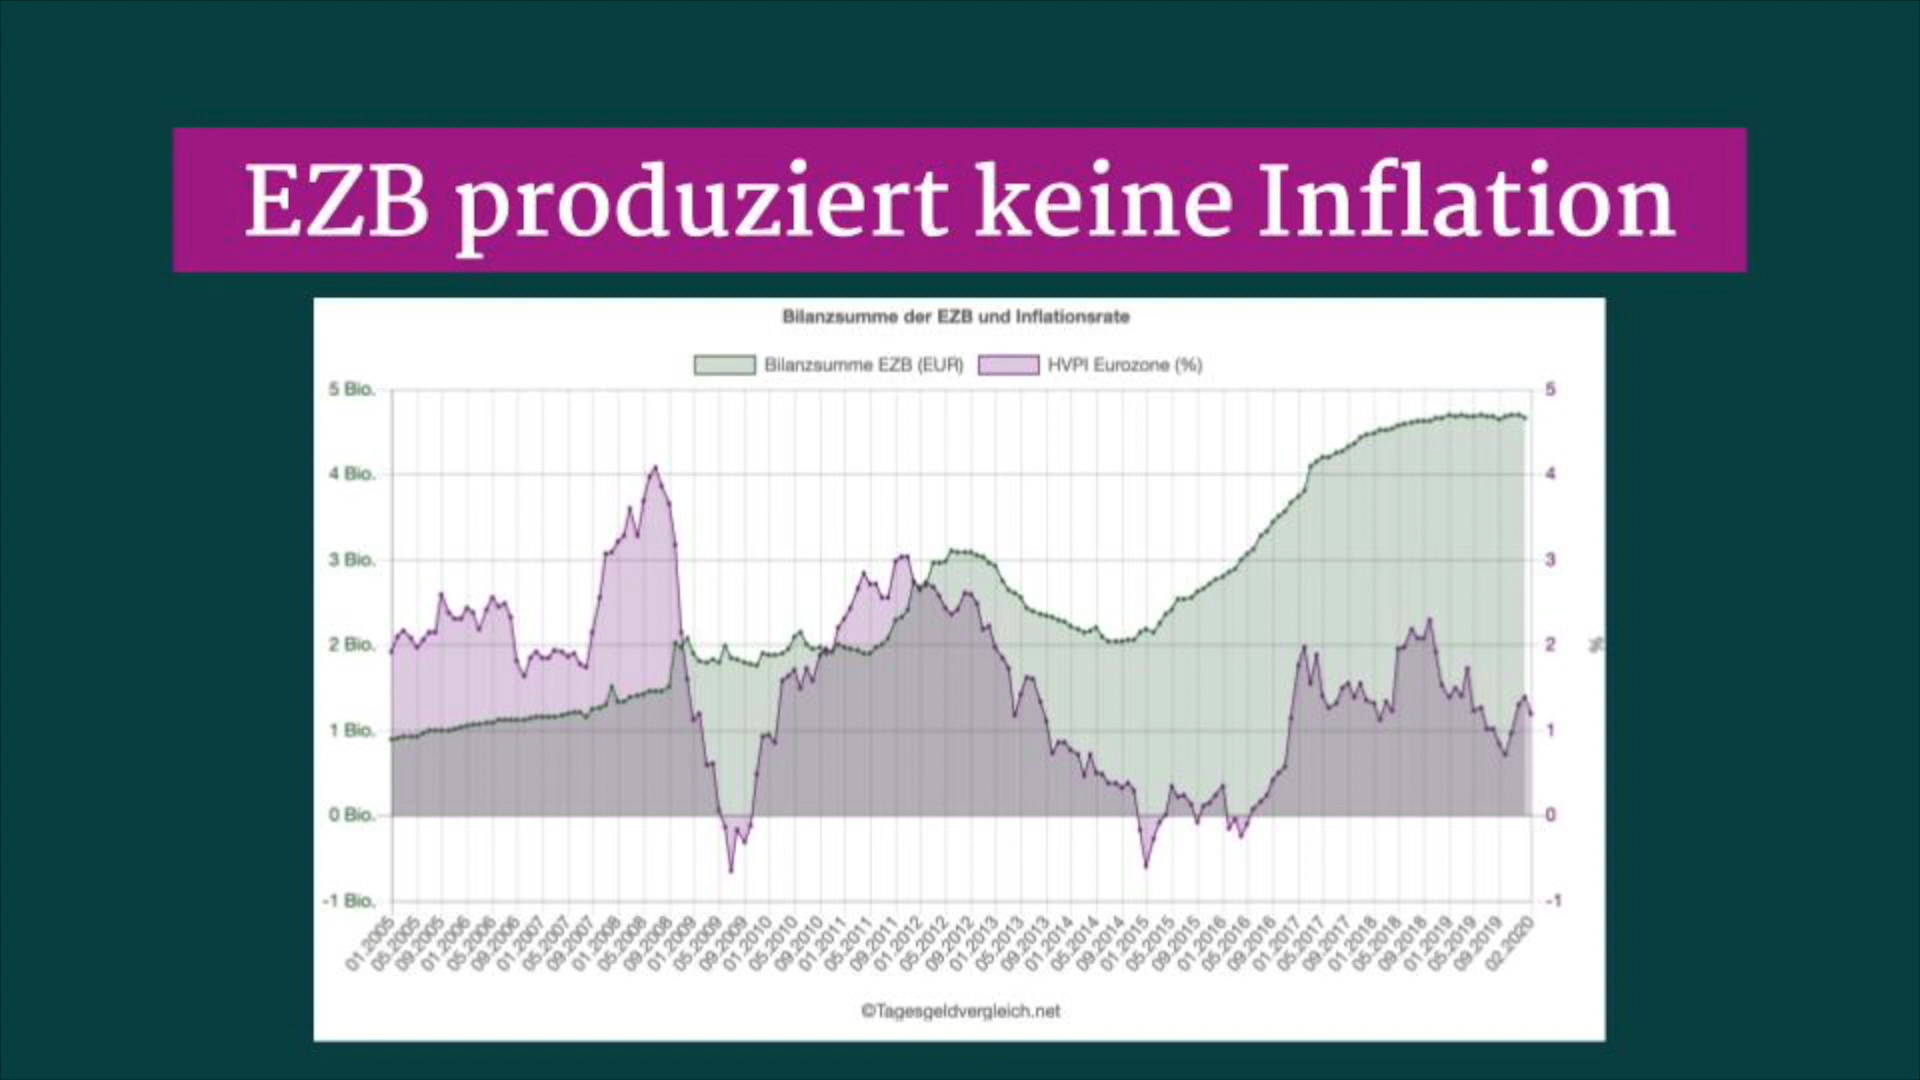 EZB produziert keine Inflation
Bilanzsumme der EZB und Inflationsrate
Bilanzsumme EZB (EUR) HVPI Eurozone (%)
5 Bio. 5
4 Bio. 4
3 Bio. 3
2 Bio. 2
%
1 Bio. 1
0 Bio. 0
-1 Bio. -1
01.2005 05.2005 09.2005 01.2006 05.2006 09.2006 01.2007 05.2007 09.2007 01.2008 05.2008 09.2008 01.2009 05.2009 09.2009 01.2010 05.2010 09.2010 01.2011 05.2011 09.2011 01.2012 05.2012 09.2012 01.2013 05.2013 09.2013 01.2014 05.2014 09.2014 01.2015 05.2015 09.2015 01.2016 05.2016 09.2016 01.2017 05.2017 09.2017 01.2018 05.2018 09.2018 01.2019 05.2019 09.2019 02.2020
©Tagesgeldvergleich.net